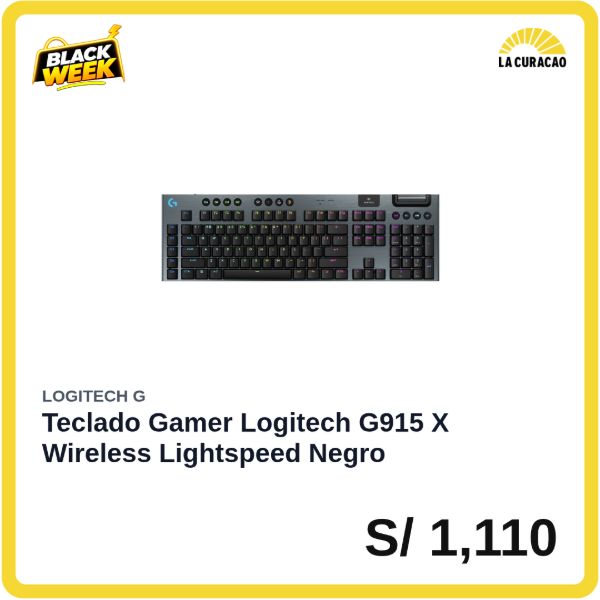 BLACK
WEEK
LA CURACAO
LOGITECH G
Teclado Gamer Logitech G915 X
Wireless Lightspeed Negro
S/ 1,110